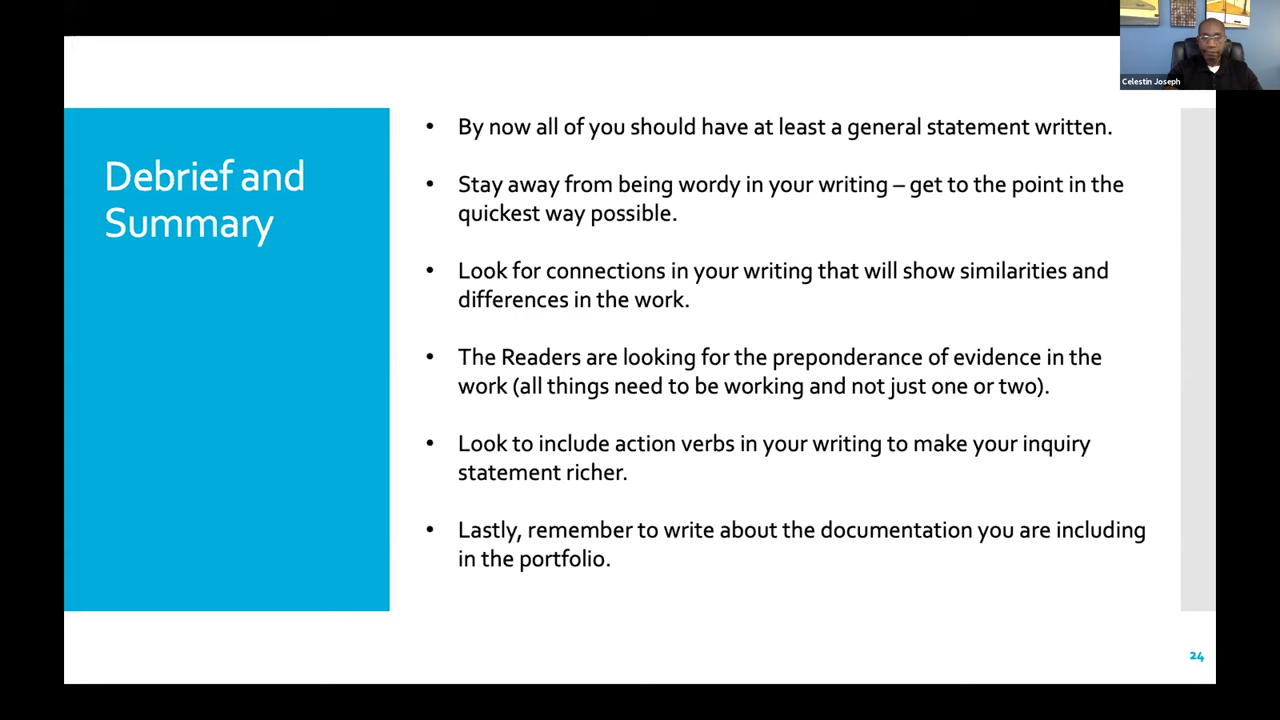 Celestin Joseph
Debrief and
Summary
• By now all of you should have at least a general statement written.
• Stay away from being wordy in your writing – get to the point in the
quickest way possible.
• Look for connections in your writing that will show similarities and
differences in the work.
• The Readers are looking for the preponderance of evidence in the
work (all things need to be working and not just one or two).
• Look to include action verbs in your writing to make your inquiry
statement richer.
• Lastly, remember to write about the documentation you are including
in the portfolio.
24